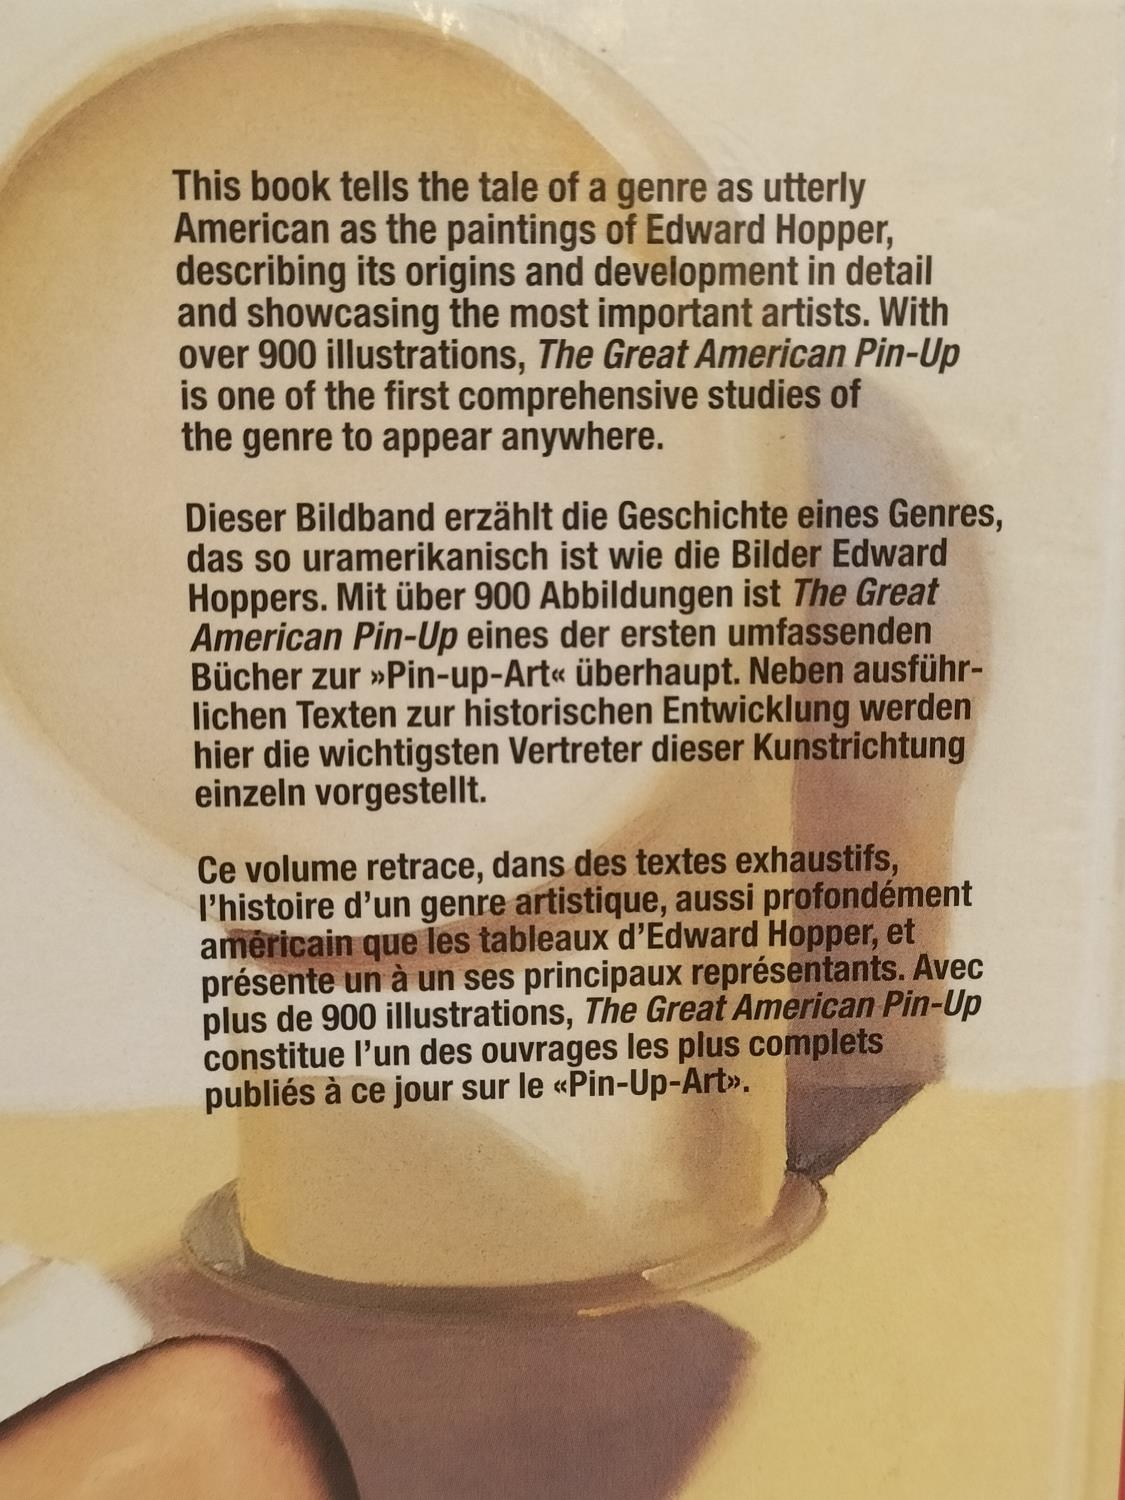 This book tells the tale of a genre as utterly
American as the paintings of Edward Hopper,
describing its origins and development in detail
and showcasing the most important artists. With
over 900 illustrations, The Great American Pin-Up
is one of the first comprehensive studies of
the genre to appear anywhere.
Dieser Bildband erzählt die Geschichte eines Genres,
das so uramerikanisch ist wie die Bilder Edward
Hoppers. Mit über 900 Abbildungen ist The Great
American Pin-Up eines der ersten umfassenden
Bücher zur »Pin-up-Art« überhaupt. Neben ausführ-
lichen Texten zur historischen Entwicklung werden
hier die wichtigsten Vertreter dieser Kunstrichtung
einzeln vorgestellt.
Ce volume retrace, dans des textes exhaustifs,
l’histoire d’un genre artistique, aussi profondément
américain que les tableaux d’Edward Hopper, et
présente un à un ses principaux représentants. Avec
plus de 900 illustrations, The Great American Pin-Up
constitue l’un des ouvrages les plus complets
publiés à ce jour sur le «Pin-Up-Art».